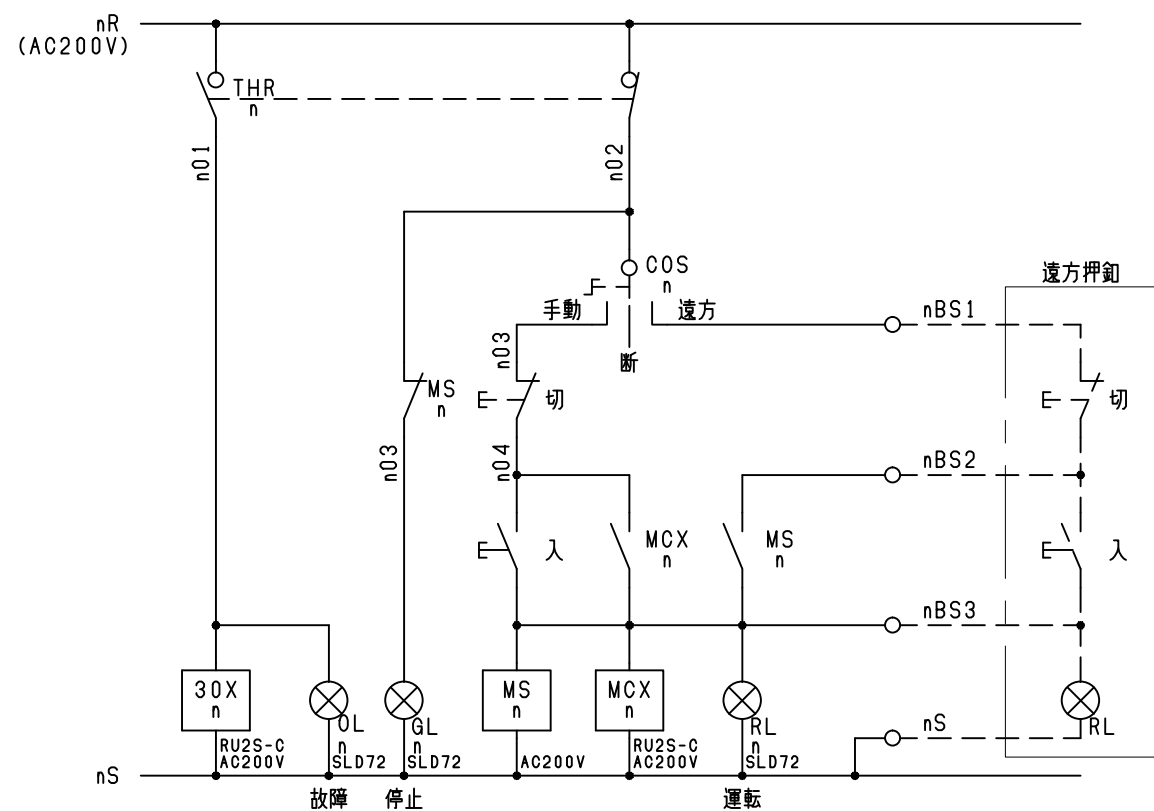 nR
(AC200V)
THR
n
n01
n02
COS
n
手動
遠方
断
遠方押釦
nBS1
n03
MS
n
切
切
n03
n04
nBS2
入
MCX
n
MS
n
入
nBS3
30X
n
RU2S-C
AC200V
OL
n
SLD72
GL
n
SLD72
MS
n
AC200V
MCX
n
RU2S-C
AC200V
RL
n
SLD72
nS
RL
nS
故障
停止
運転